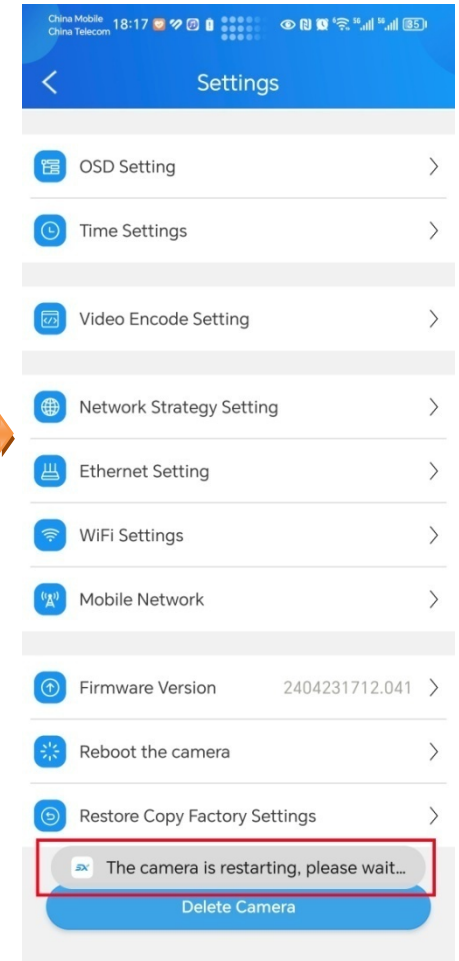 China Mobile
China Telecom 18:17 35
Settings
OSD Setting
Time Settings
Video Encode Setting
Network Strategy Setting
Ethernet Setting
WiFi Settings
Mobile Network
Firmware Version 2404231712.041
Reboot the camera
Restore Copy Factory Settings
The camera is restarting, please wait...
Delete Camera